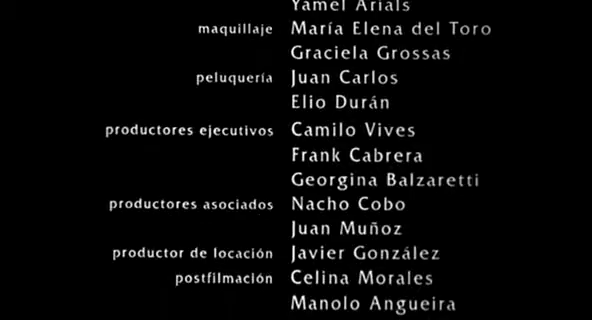 Yamel Arials
maquillaje María Elena del Toro
Graciela Grossas
peluquería Juan Carlos
Elio Durán
productores ejecutivos Camilo Vives
Frank Cabrera
Georgina Balzaretti
productores asociados Nacho Cobo
Juan Muñoz
productor de locación Javier González
postfilmación Celina Morales
Manolo Angueira